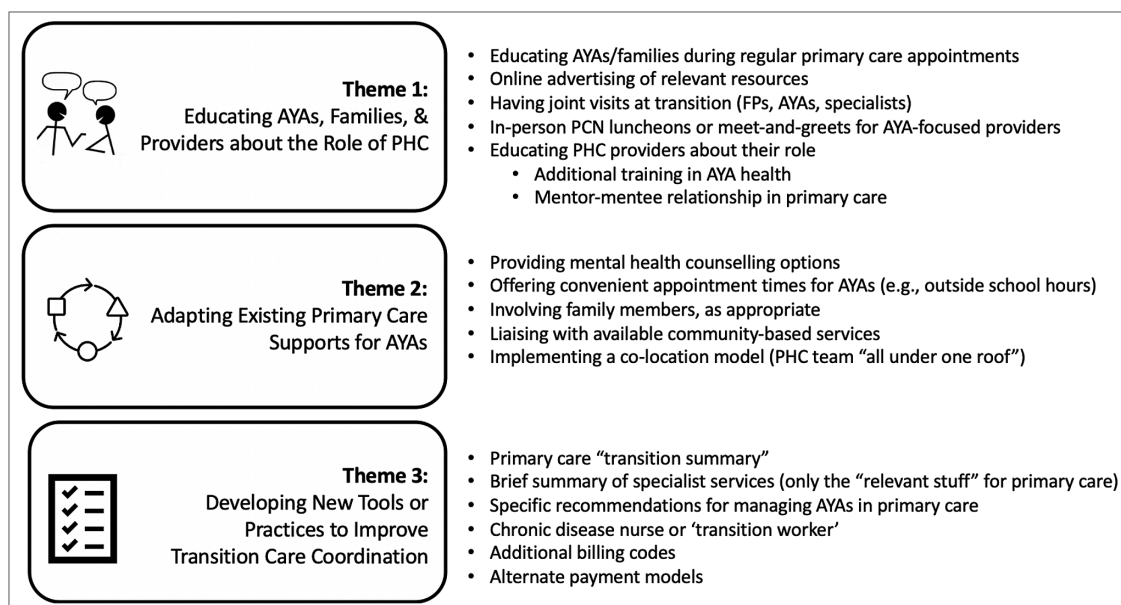 Theme 1:
Educating AYAs, Families, &
Providers about the Role of PHC
• Educating AYAs/families during regular primary care appointments
• Online advertising of relevant resources
• Having joint visits at transition (FPs, AYAs, specialists)
• In-person PCN luncheons or meet-and-greets for AYA-focused providers
• Educating PHC providers about their role
• Additional training in AYA health
• Mentor-mentee relationship in primary care
Theme 2:
Adapting Existing Primary Care
Supports for AYAs
• Providing mental health counselling options
• Offering convenient appointment times for AYAs (e.g., outside school hours)
• Involving family members, as appropriate
• Liaising with available community-based services
• Implementing a co-location model (PHC team “all under one roof”)
Theme 3:
Developing New Tools or
Practices to Improve
Transition Care Coordination
• Primary care “transition summary”
• Brief summary of specialist services (only the “relevant stuff” for primary care)
• Specific recommendations for managing AYAs in primary care
• Chronic disease nurse or ‘transition worker’
• Additional billing codes
• Alternate payment models